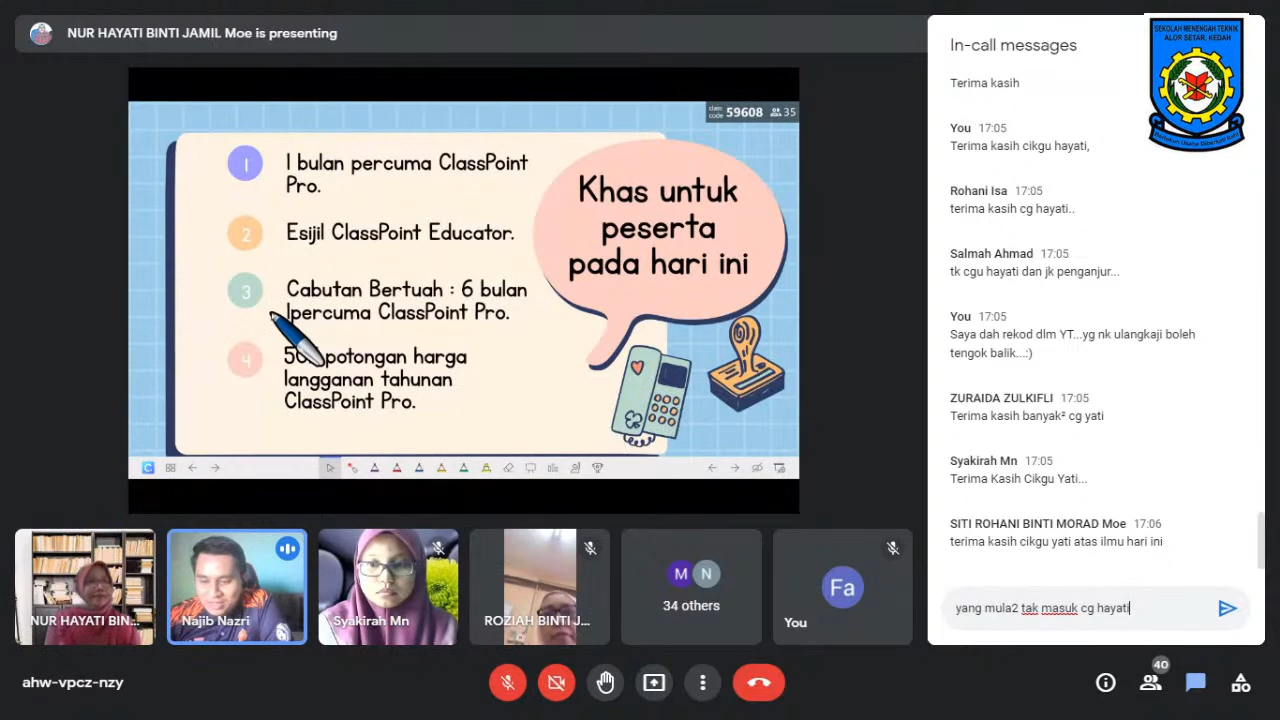 NUR HAYATI BINTI JAMIL Moe is presenting
class code 59608 35
1
1 bulan percuma ClassPoint
Pro.
2
Esijil ClassPoint Educator.
3
Cabutan Bertuah : 6 bulan
percuma ClassPoint Pro.
4
potongan harga
langganan tahunan
ClassPoint Pro.
Khas untuk
peserta
pada hari ini
NUR HAYATI BIN...
Najib Nazri
Syakirah Mn
ROZIAH BINTI J...
M N
34 others
Fa
You
ahw-vpcz-nzy
40
In-call messages
Terima kasih
You 17:05
Terima kasih cikgu hayati,
Rohani Isa 17:05
terima kasih cg hayati..
Salmah Ahmad 17:05
tk cgu hayati dan jk penganjur...
You 17:05
Saya dah rekod dlm YT...yg nk ulangkaji boleh
tengok balik...:)
ZURAIDA ZULKIFLI 17:05
Terima kasih banyak² cg yati
Syakirah Mn 17:05
Terima Kasih Cikgu Yati...
SITI ROHANI BINTI MORAD Moe 17:06
terima kasih cikgu yati atas ilmu hari ini
yang mula2 tak masuk cg hayati
SEKOLAH MENENGAH TEKNIK
ALOR SETAR, KEDAH